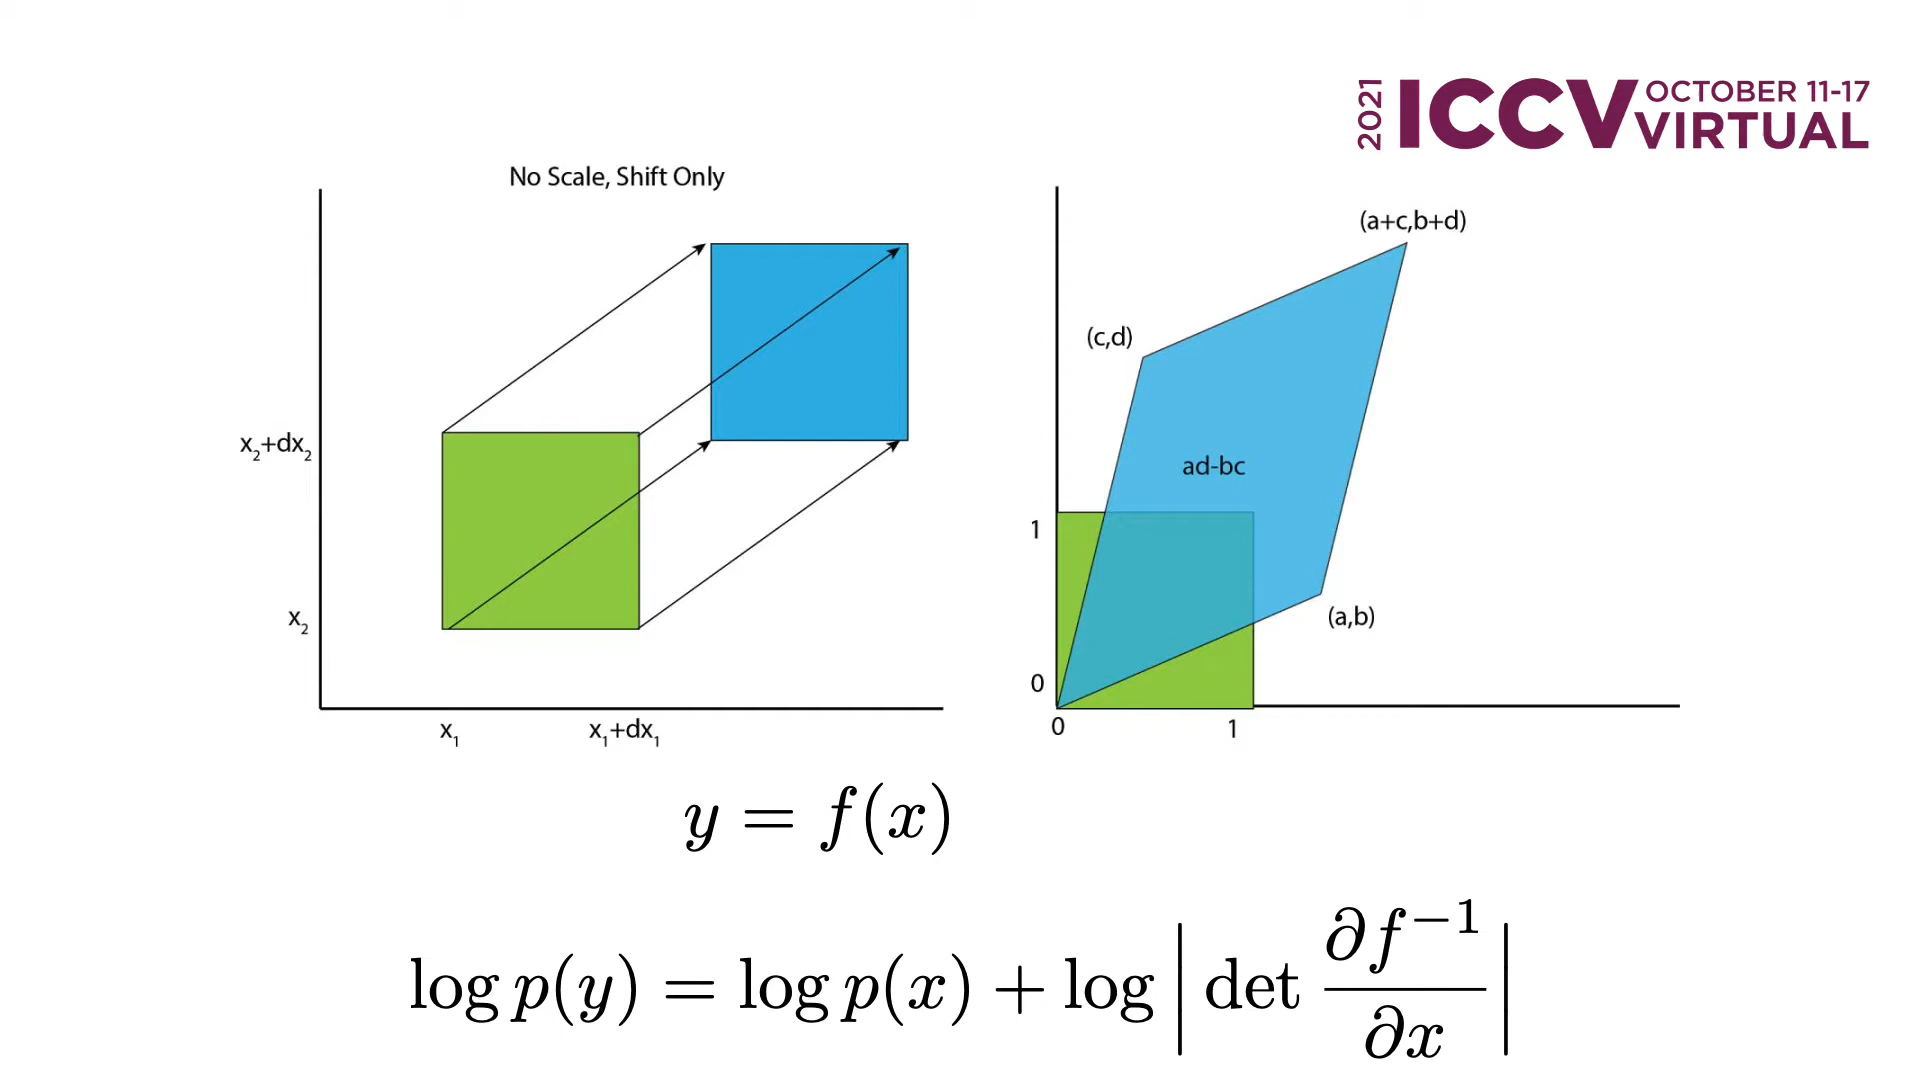 2021 ICCV OCTOBER 11-17 VIRTUAL
No Scale, Shift Only
x₂+dx₂
x₂
x₁ x₁+dx₁
(a+c,b+d)
(c,d)
ad-bc
1
(a,b)
0
0 1
y = f(x)
log p(y) = log p(x) + log | det ∂f⁻¹/∂x |